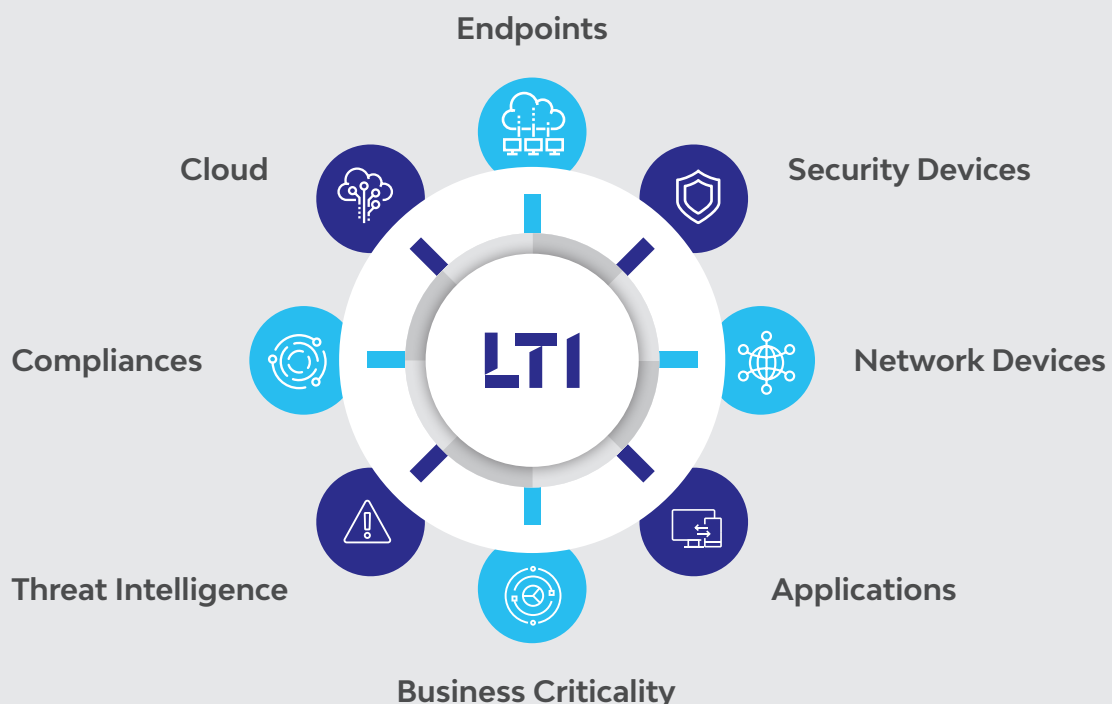 Endpoints
Cloud
Security Devices
LTI
Compliances
Network Devices
Threat Intelligence
Applications
Business Criticality